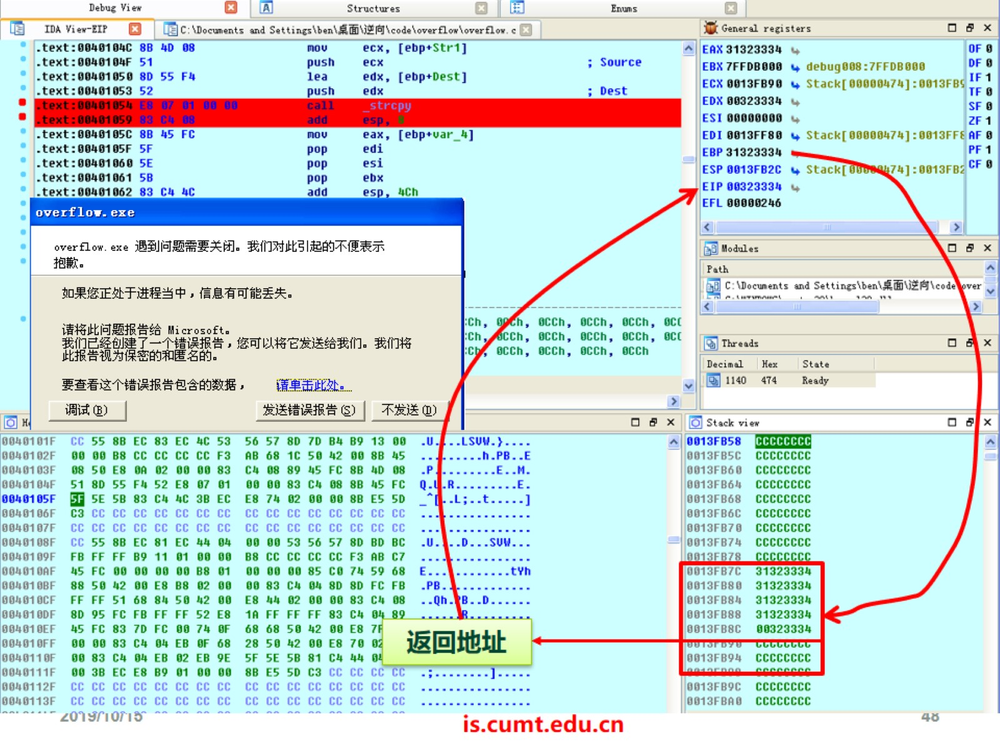 Debug View
Structures
Enums
IDA View-EIP
C:\Documents and Settings\ben\桌面\逆向\code\overflow\overflow.c
.text:0040104C 8B 4D 08 mov ecx, [ebp+Str1]
.text:0040104F 51 push ecx ; Source
.text:00401050 8D 55 F4 lea edx, [ebp+Dest]
.text:00401053 52 push edx ; Dest
.text:00401054 E8 07 01 00 00 call _strcpy
.text:00401059 83 C4 08 add esp, 8
.text:0040105C 8B 45 FC mov eax, [ebp+var_4]
.text:0040105F 5F pop edi
.text:00401060 5E pop esi
.text:00401061 5B pop ebx
.text:00401062 83 C4 4C add esp, 4Ch
overflow.exe
overflow.exe 遇到问题需要关闭。我们对此引起的不便表示
抱歉。
如果您正处于进程当中，信息有可能丢失。
请将此问题报告给 Microsoft。
我们已经创建了一个错误报告，您可以将它发送给我们。我们将
此报告视为保密的和匿名的。
要查看这个错误报告包含的数据， 请单击此处。
调试(B) 发送错误报告(S) 不发送(D)
Ch, 0CCh, 0CCh, 0CCh, 0CCh, 0CC
Ch, 0CCh, 0CCh, 0CCh, 0CCh, 0CC
Ch, 0CCh, 0CCh, 0CCh, 0CCh
General registers
EAX 31323334
EBX 7FFDB000 debug008:7FFDB000
ECX 0013FB90 Stack[00000474]:0013FB9
EDX 00323334
ESI 00000000
EDI 0013FF80 Stack[00000474]:0013FF8
EBP 31323334
ESP 0013FB2C Stack[00000474]:0013FB2
EIP 00323334
EFL 00000246
OF 0
DF 0
IF 1
TF 0
SF 0
ZF 1
AF 0
PF 1
CF 0
Modules
Path
C:\Documents and Settings\ben\桌面\逆向\code\over
Threads
Decimal Hex State
1140 474 Ready
He
0040101F CC 55 8B EC 83 EC 4C 53 56 57 8D 7D B4 B9 13 00 .U....LSVW.}....
0040102F 00 00 B8 CC CC CC CC F3 AB 68 1C 50 42 00 8B 45 .........h.PB..E
0040103F 08 50 E8 0A 02 00 00 83 C4 08 89 45 FC 8B 4D 08 .P.........E..M.
0040104F 51 8D 55 F4 52 E8 07 01 00 00 83 C4 08 8B 45 FC Q.U.R.........E.
0040105F 5F 5E 5B 83 C4 4C 3B EC E8 74 02 00 00 8B E5 5D _^[..L;..t.....]
0040106F C3 CC CC CC CC CC CC CC CC CC CC CC CC CC CC CC ................
0040107F CC CC CC CC CC CC CC CC CC CC CC CC CC CC CC CC ................
0040108F CC 55 8B EC 81 EC 44 04 00 00 53 56 57 8D BD BC .U....D...SVW...
0040109F FB FF FF B9 11 01 00 00 B8 CC CC CC CC F3 AB C7 ................
004010AF 45 FC 00 00 00 00 B8 01 00 00 00 85 C0 74 59 68 E............tYh
004010BF 88 50 42 00 E8 B8 02 00 00 83 C4 04 8D 8D FC FB .PB.............
004010CF FF FF 51 68 84 50 42 00 E8 44 02 00 00 83 C4 08 ..Qh.PB..D......
004010DF 8D 95 FC FB FF FF 52 E8 1A FF FF FF 83 C4 04 89 ......R.........
004010EF 45 FC 83 7D FC 00 74 0F 68 68 50 42 00 E8 7F
004010FF 00 00 83 C4 04 EB 0F 68 28 50 42 00 E8 70 02
0040110F 00 83 C4 04 EB 02 EB 9E 5F 5E 5B 81 C4 44 04
0040111F 00 3B EC E8 B9 01 00 00 8B E5 5D C3 CC CC CC CC .;........].....
0040112F CC CC CC CC CC CC CC CC CC CC CC CC CC CC CC CC ................
0040113F CC CC CC CC CC CC CC CC CC CC CC CC CC CC CC CC ................
返回地址
Stack view
0013FB58 CCCCCCCC
0013FB5C CCCCCCCC
0013FB60 CCCCCCCC
0013FB64 CCCCCCCC
0013FB68 CCCCCCCC
0013FB6C CCCCCCCC
0013FB70 CCCCCCCC
0013FB74 CCCCCCCC
0013FB78 CCCCCCCC
0013FB7C 31323334
0013FB80 31323334
0013FB84 31323334
0013FB88 31323334
0013FB8C 00323334
0013FB90 CCCCCCCC
0013FB94 CCCCCCCC
0013FB98 CCCCCCCC
0013FB9C CCCCCCCC
0013FBA0 CCCCCCCC
2019/10/15
is.cumt.edu.cn
48